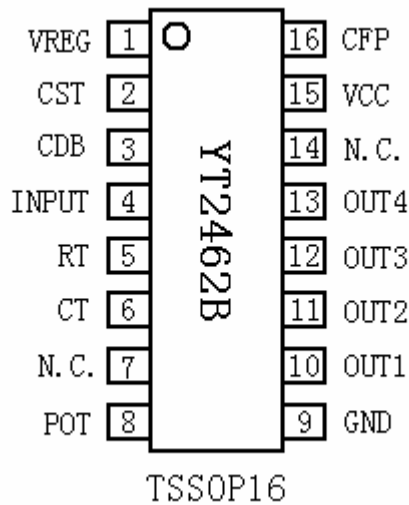 VREG 1 16 CFP
CST 2 15 VCC
CDB 3 14 N.C.
INPUT 4 13 OUT4
RT 5 12 OUT3
CT 6 11 OUT2
N.C. 7 10 OUT1
POT 8 9 GND
YT2462B
TSSOP16